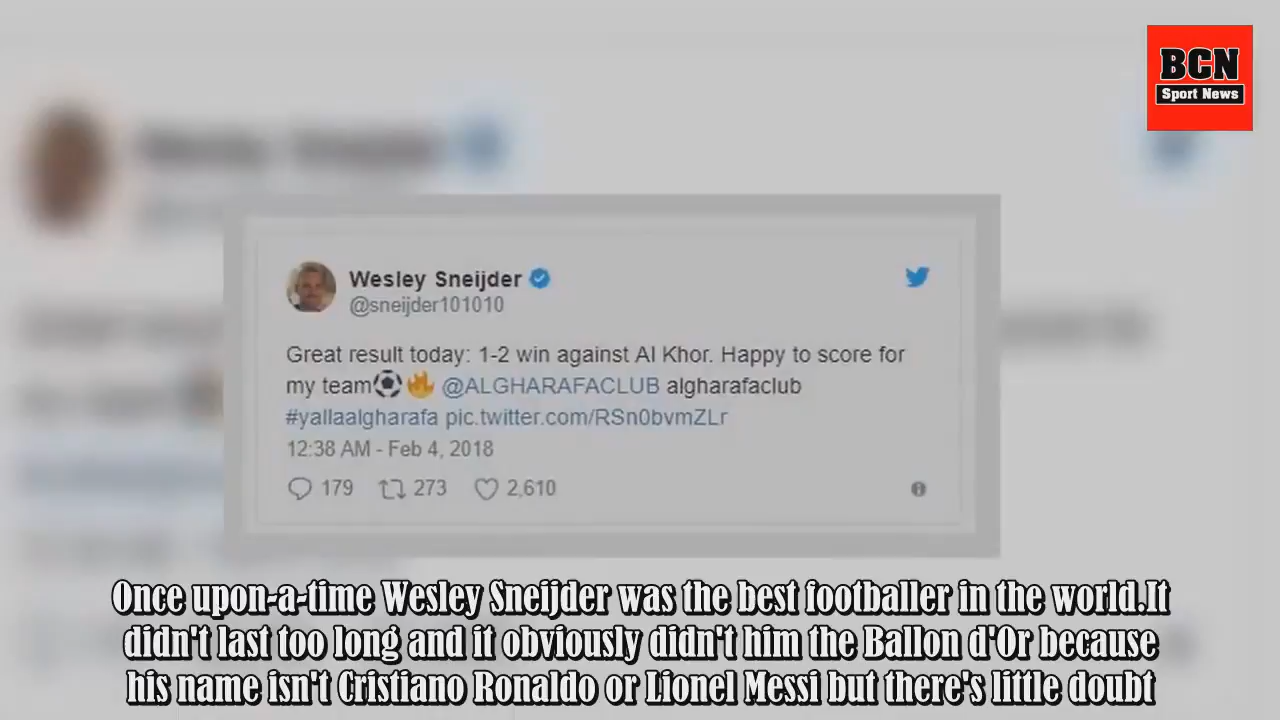 BCN
Sport News
Wesley Sneijder
@sneijder101010
Great result today: 1-2 win against Al Khor. Happy to score for
my team⚽🔥 @ALGHARAFACLUB algharafaclub
#yallaalgharafa pic.twitter.com/RSn0bvmZLr
12:38 AM - Feb 4, 2018
179 273 2,610
Once upon-a-time Wesley Sneijder was the best footballer in the world.It
didn't last too long and it obviously didn't him the Ballon d'Or because
his name isn't Cristiano Ronaldo or Lionel Messi but there's little doubt